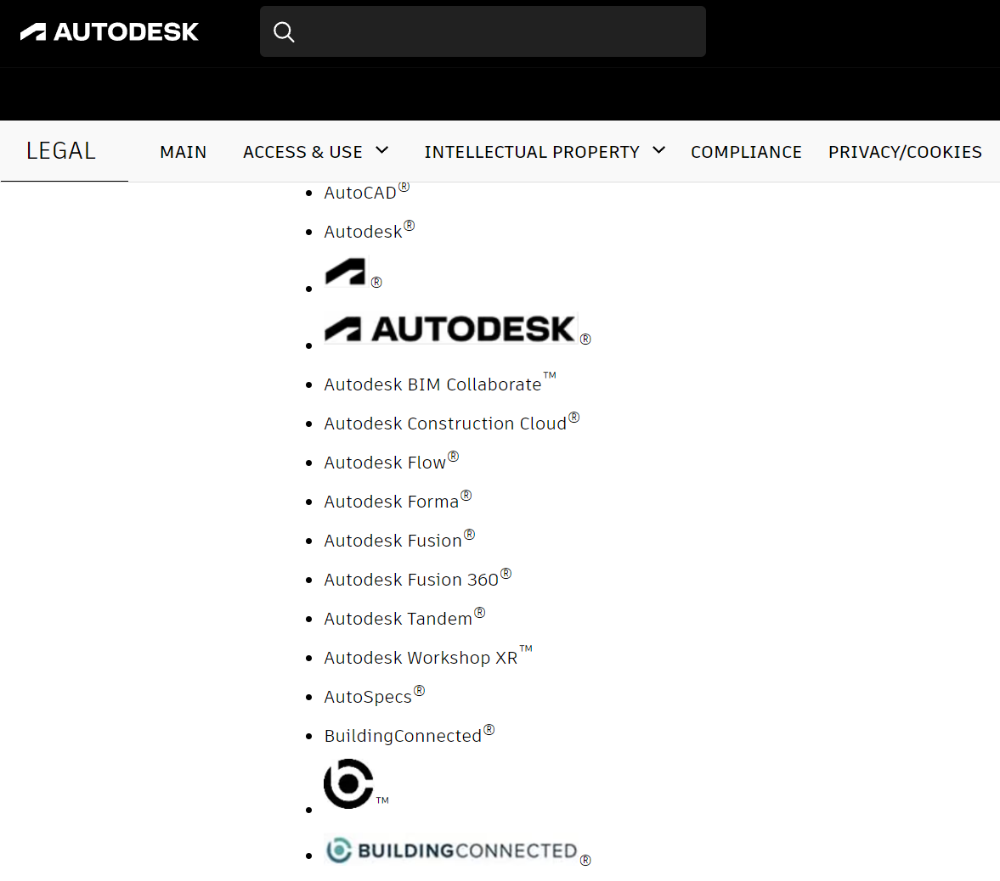 AUTODESK
LEGAL MAIN ACCESS & USE INTELLECTUAL PROPERTY COMPLIANCE PRIVACY/COOKIES
• AutoCAD®
• Autodesk®
• ®
• AUTODESK®
• Autodesk BIM Collaborate™
• Autodesk Construction Cloud®
• Autodesk Flow®
• Autodesk Forma®
• Autodesk Fusion®
• Autodesk Fusion 360®
• Autodesk Tandem®
• Autodesk Workshop XR™
• AutoSpecs®
• BuildingConnected®
• ™
• BUILDINGCONNECTED®